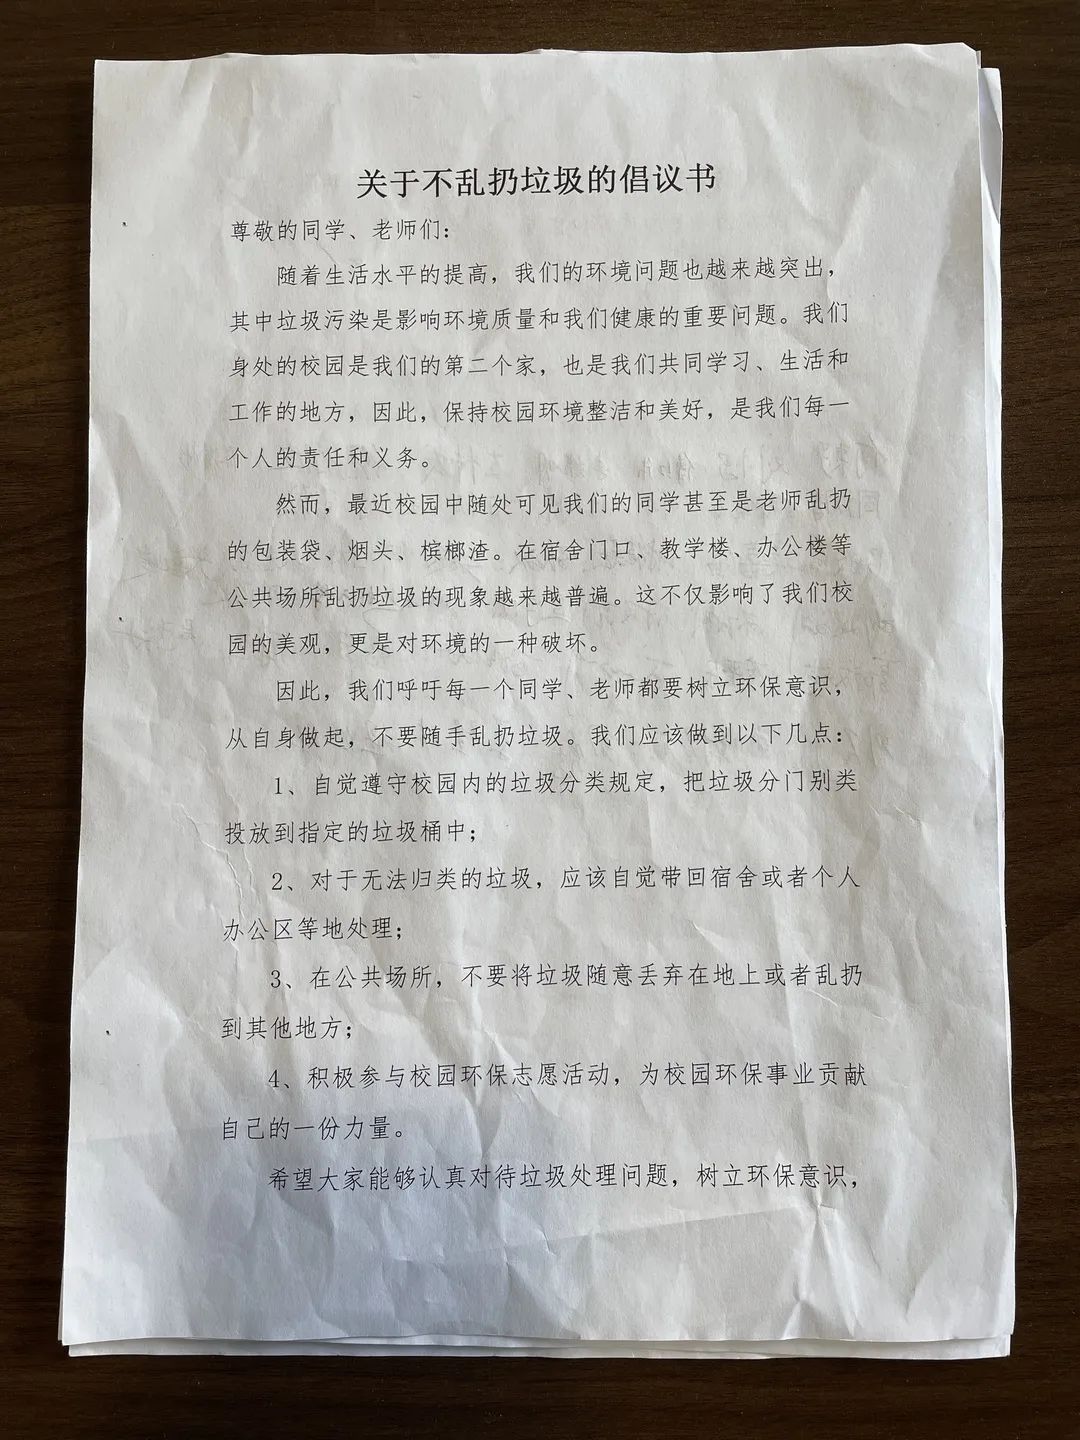 关于不乱扔垃圾的倡议书
尊敬的同学、老师们：
随着生活水平的提高，我们的环境问题也越来越突出，
其中垃圾污染是影响环境质量和我们健康的重要问题。我们
身处的校园是我们的第二个家，也是我们共同学习、生活和
工作的地方，因此，保持校园环境整洁和美好，是我们每一
个人的责任和义务。
然而，最近校园中随处可见我们的同学甚至是老师乱扔
的包装袋、烟头、槟榔渣。在宿舍门口、教学楼、办公楼等
公共场所乱扔垃圾的现象越来越普遍。这不仅影响了我们校
园的美观，更是对环境的一种破坏。
因此，我们呼吁每一个同学、老师都要树立环保意识，
从自身做起，不要随手乱扔垃圾。我们应该做到以下几点：
1、自觉遵守校园内的垃圾分类规定，把垃圾分门别类
投放到指定的垃圾桶中；
2、对于无法归类的垃圾，应该自觉带回宿舍或者个人
办公区等地处理；
3、在公共场所，不要将垃圾随意丢弃在地上或者乱扔
到其他地方；
4、积极参与校园环保志愿活动，为校园环保事业贡献
自己的一份力量。
希望大家能够认真对待垃圾处理问题，树立环保意识，